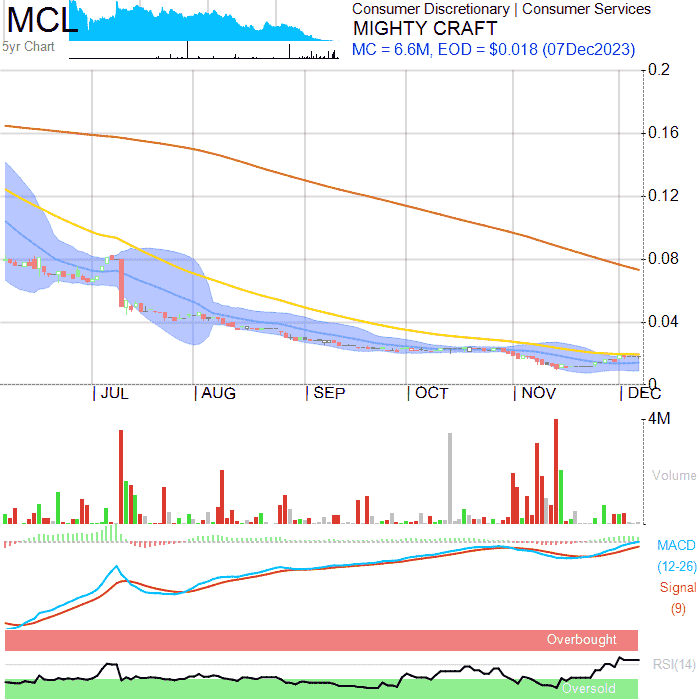 MCL
5yr Chart
Consumer Discretionary | Consumer Services
MIGHTY CRAFT
MC = 6.6M, EOD = $0.018 (07Dec2023)
0.2
0.16
0.12
0.08
0.04
0
JUL AUG SEP OCT NOV DEC
4M
Volume
MACD
(12-26)
Signal
(9)
Overbought
RSI(14)
Oversold